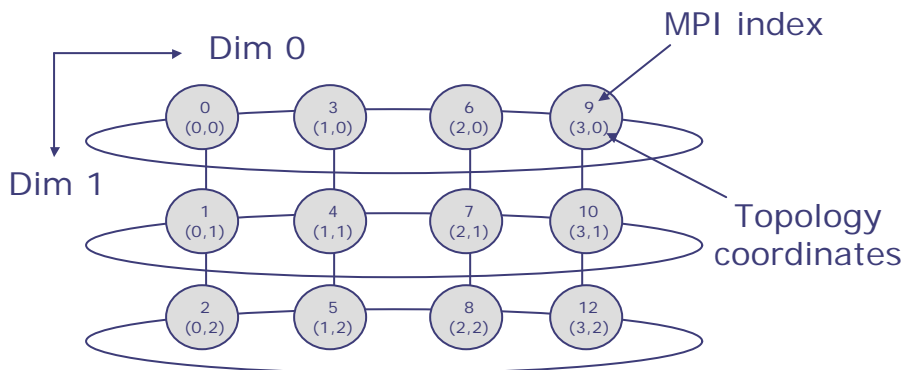 MPI index
Dim 0
0 3 6 9
(0,0) (1,0) (2,0) (3,0)
Dim 1
1 4 7 10
(0,1) (1,1) (2,1) (3,1)
Topology
coordinates
2 5 8 12
(0,2) (1,2) (2,2) (3,2)